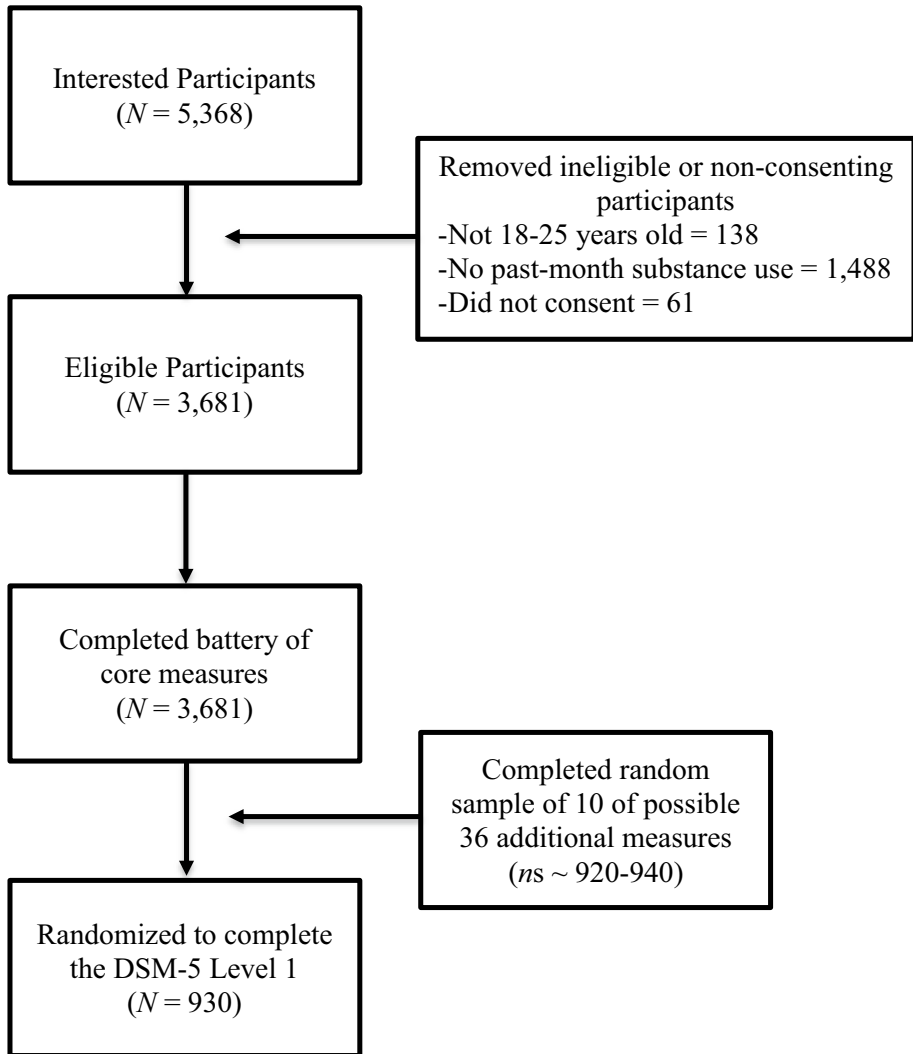 Interested Participants
(N = 5,368)
Removed ineligible or non-consenting
participants
-Not 18-25 years old = 138
-No past-month substance use = 1,488
-Did not consent = 61
Eligible Participants
(N = 3,681)
Completed battery of
core measures
(N = 3,681)
Completed random
sample of 10 of possible
36 additional measures
(ns ~ 920-940)
Randomized to complete
the DSM-5 Level 1
(N = 930)